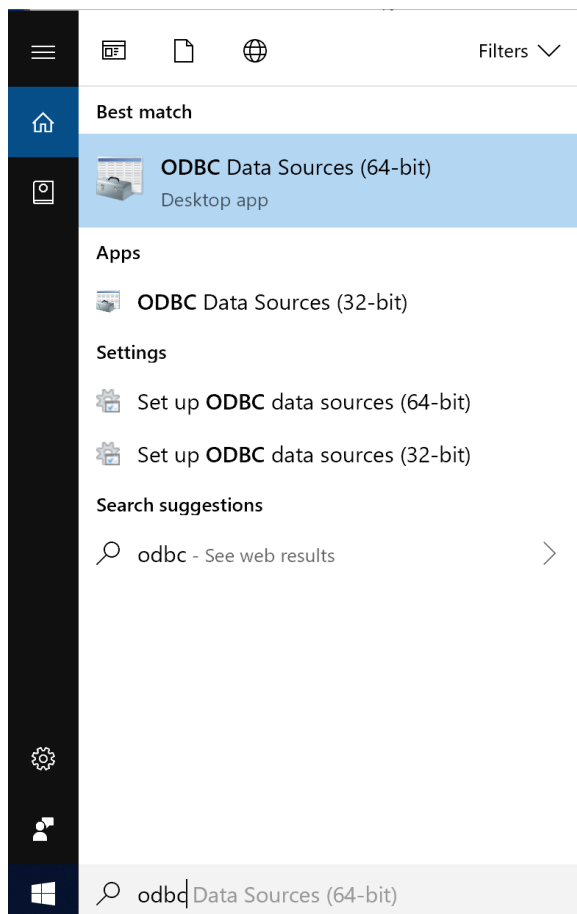 Filters
Best match
ODBC Data Sources (64-bit)
Desktop app
Apps
ODBC Data Sources (32-bit)
Settings
Set up ODBC data sources (64-bit)
Set up ODBC data sources (32-bit)
Search suggestions
odbc - See web results
odbc Data Sources (64-bit)